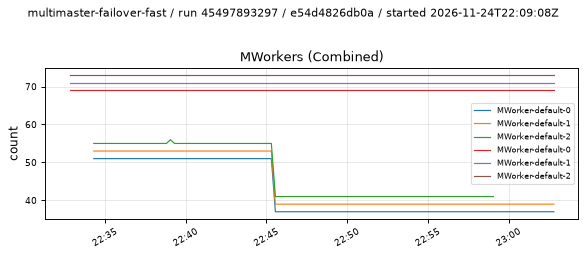 multimaster-failover-fast / run 45497893297 / e54d4826db0a / started 2026-11-24T22:09:08Z
MWorkers (Combined)
count
70
60
50
40
MWorker-default-0
MWorker-default-1
MWorker-default-2
MWorker-default-0
MWorker-default-1
MWorker-default-2
22:35
22:40
22:45
22:50
22:55
23:00